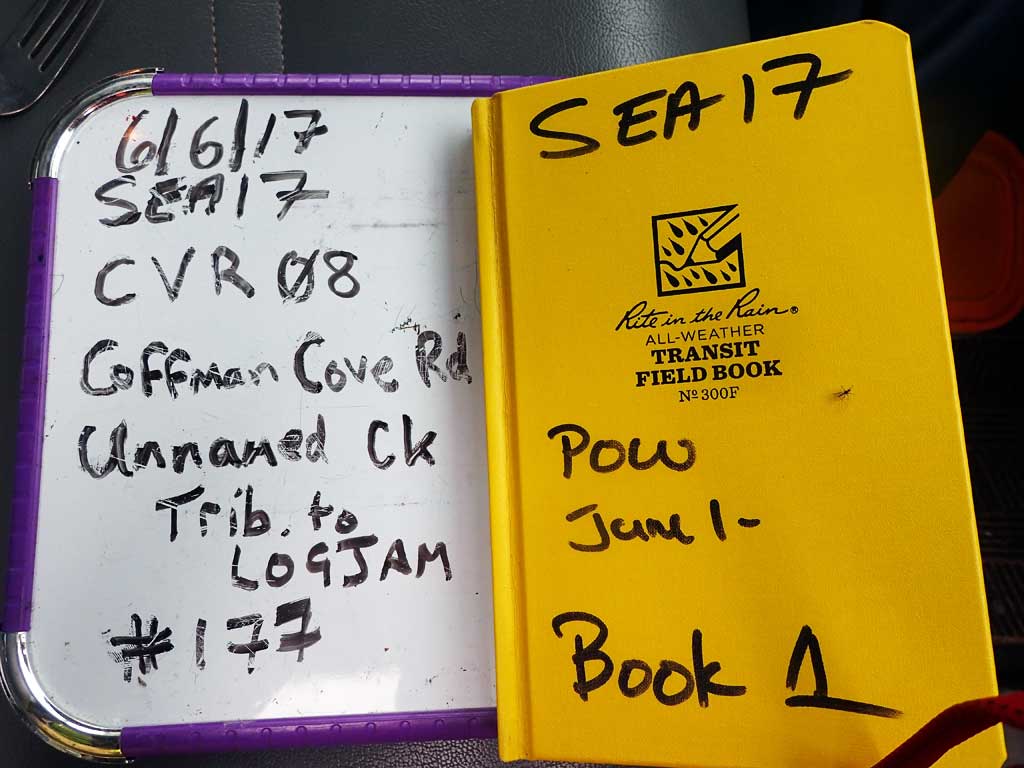 6/6/17
SEA17
CVR Ø8
Coffman Cove Rd
Unnamed Ck
Trib. to
LOGJAM
#177
SEA17
Rite in the Rain®
ALL-WEATHER
TRANSIT
FIELD BOOK
Nº 300F
POW
June 1-
Book 1